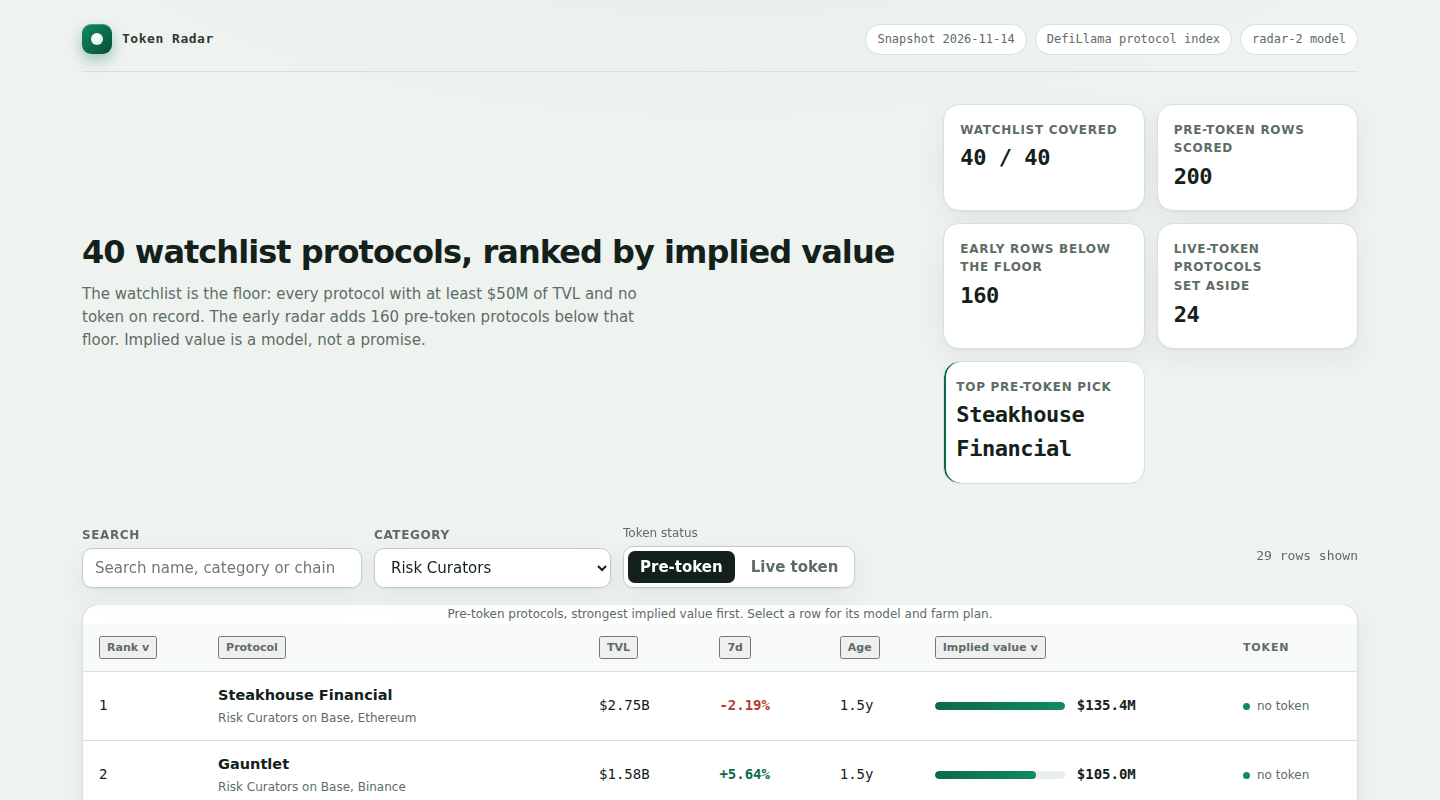 Token Radar
Snapshot 2026-11-14
DefiLlama protocol index
radar-2 model
40 watchlist protocols, ranked by implied value
The watchlist is the floor: every protocol with at least $50M of TVL and no
token on record. The early radar adds 160 pre-token protocols below that
floor. Implied value is a model, not a promise.
WATCHLIST COVERED
40 / 40
PRE-TOKEN ROWS
SCORED
200
EARLY ROWS BELOW
THE FLOOR
160
LIVE-TOKEN
PROTOCOLS
SET ASIDE
24
TOP PRE-TOKEN PICK
Steakhouse
Financial
SEARCH
Search name, category or chain
CATEGORY
Risk Curators
Token status
Pre-token
Live token
29 rows shown
Pre-token protocols, strongest implied value first. Select a row for its model and farm plan.
Rank v
Protocol
TVL
7d
Age
Implied value v
TOKEN
1
Steakhouse Financial
Risk Curators on Base, Ethereum
$2.75B
-2.19%
1.5y
$135.4M
no token
2
Gauntlet
Risk Curators on Base, Binance
$1.58B
+5.64%
1.5y
$105.0M
no token